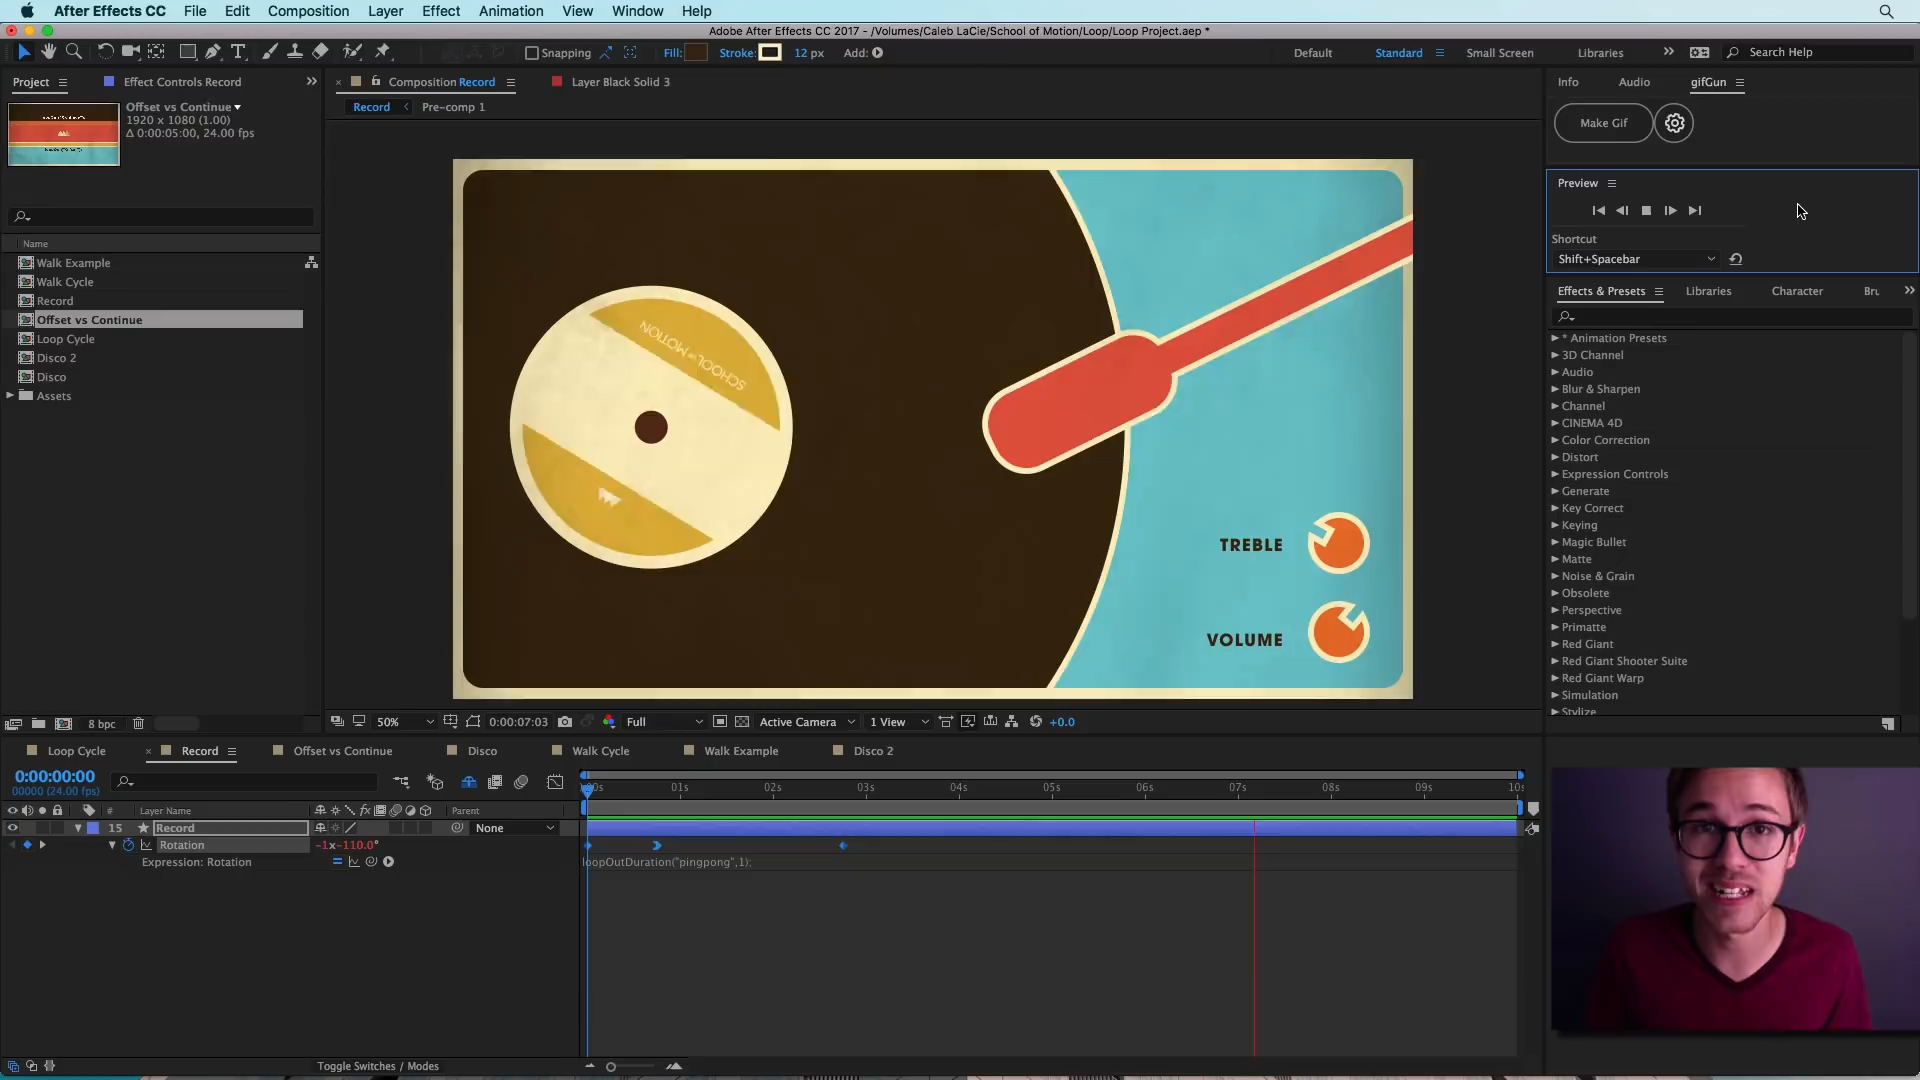 After Effects CC File Edit Composition Layer Effect Animation View Window Help
Adobe After Effects CC 2017 - /Volumes/Caleb LaCie/School of Motion/Loop/Loop Project.aep *
Snapping Fill: Stroke: 12 px Add: Default Standard Small Screen Libraries Search Help
Project Effect Controls Record Composition Record Layer Black Solid 3 Info Audio gifGun
Offset vs Continue
1920 x 1080 (1.00)
Δ 0:00:05:00, 24.00 fps
Record Pre-comp 1
Make Gif
Preview
Shortcut
Shift+Spacebar
Name
Walk Example
Walk Cycle
Record
Offset vs Continue
Loop Cycle
Disco 2
Disco
Assets
SCHOOL OF MOTION
TREBLE
VOLUME
Effects & Presets Libraries Character Bru
* Animation Presets
3D Channel
Audio
Blur & Sharpen
Channel
CINEMA 4D
Color Correction
Distort
Expression Controls
Generate
Key Correct
Keying
Magic Bullet
Matte
Noise & Grain
Obsolete
Perspective
Primatte
Red Giant
Red Giant Shooter Suite
Red Giant Warp
Simulation
Stylize
8 bpc 50% 0:00:07:03 Full Active Camera 1 View +0.0
Loop Cycle Record Offset vs Continue Disco Walk Cycle Walk Example Disco 2
0:00:00:00
00000 (24.00 fps)
00s 01s 02s 03s 04s 05s 06s 07s 08s 09s 10s
# Layer Name Parent
15 Record None
Rotation -1x-110.0°
Expression: Rotation loopOutDuration("pingpong",1);
Toggle Switches / Modes